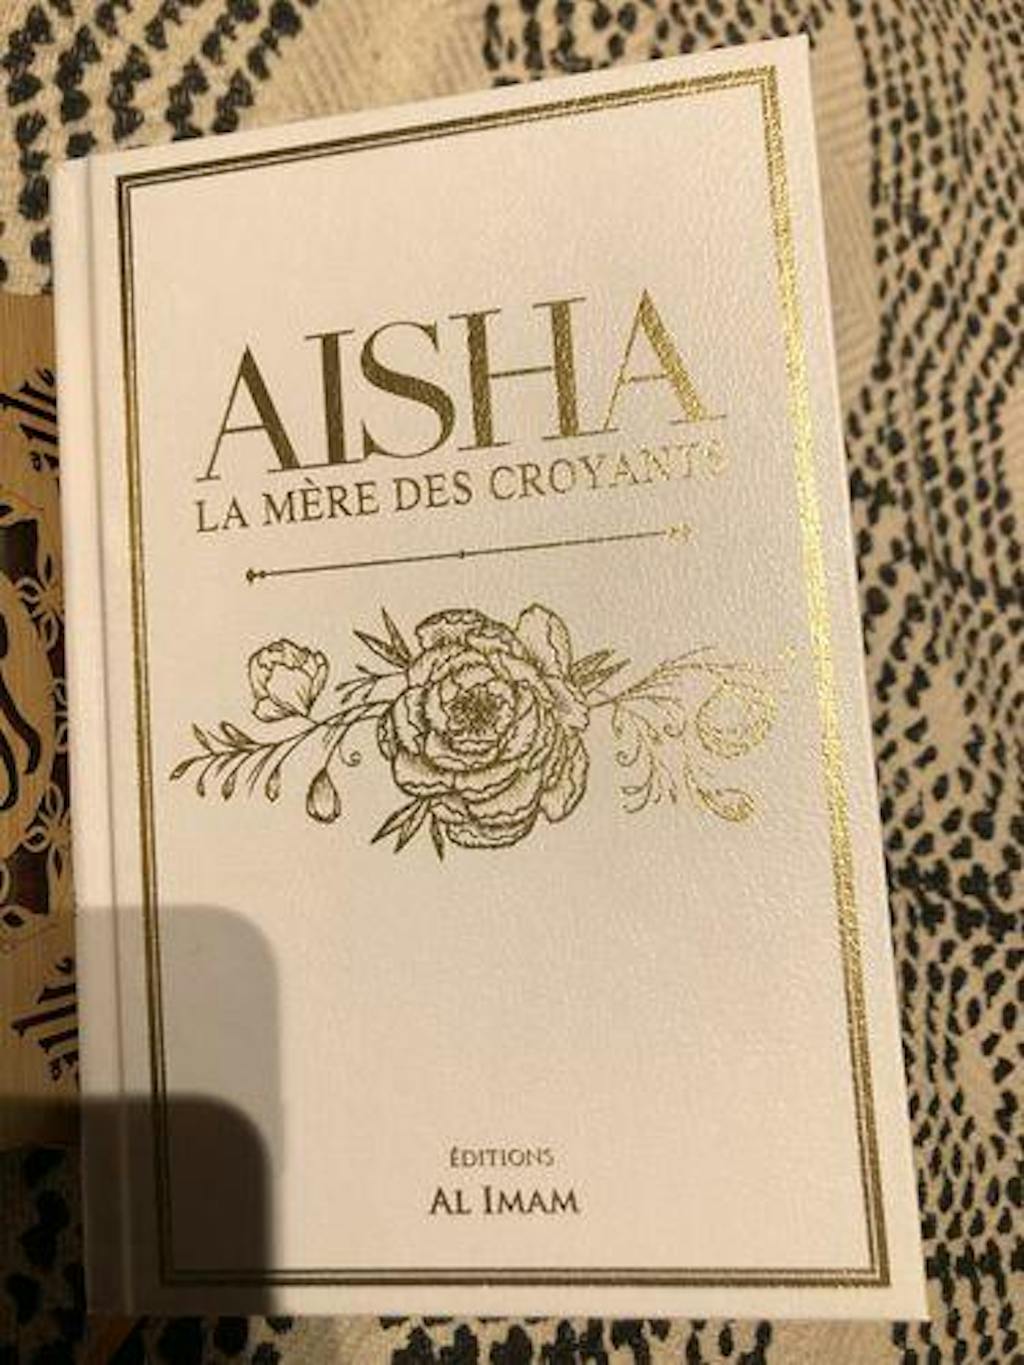 AISHA
LA MÈRE DES CROYANTS
ÉDITIONS
AL IMAM